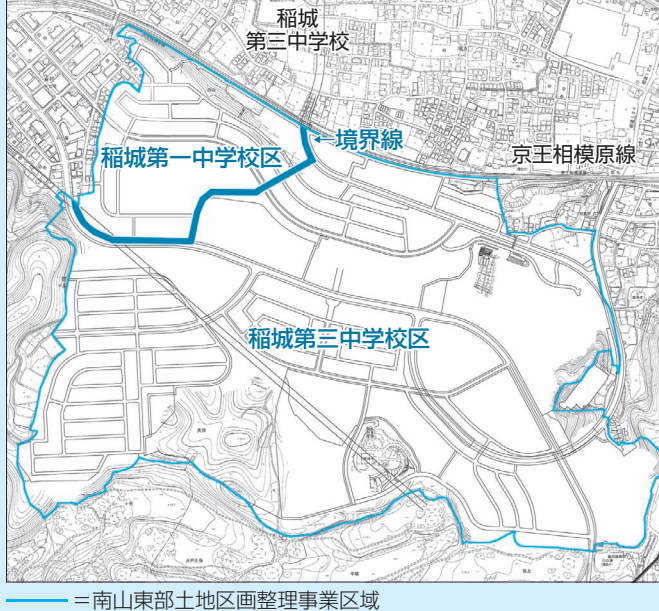 稲城
第三中学校
稲城第一中学校区
←境界線
京王相模原線
稲城第三中学校区
＝南山東部土地区画整理事業区域